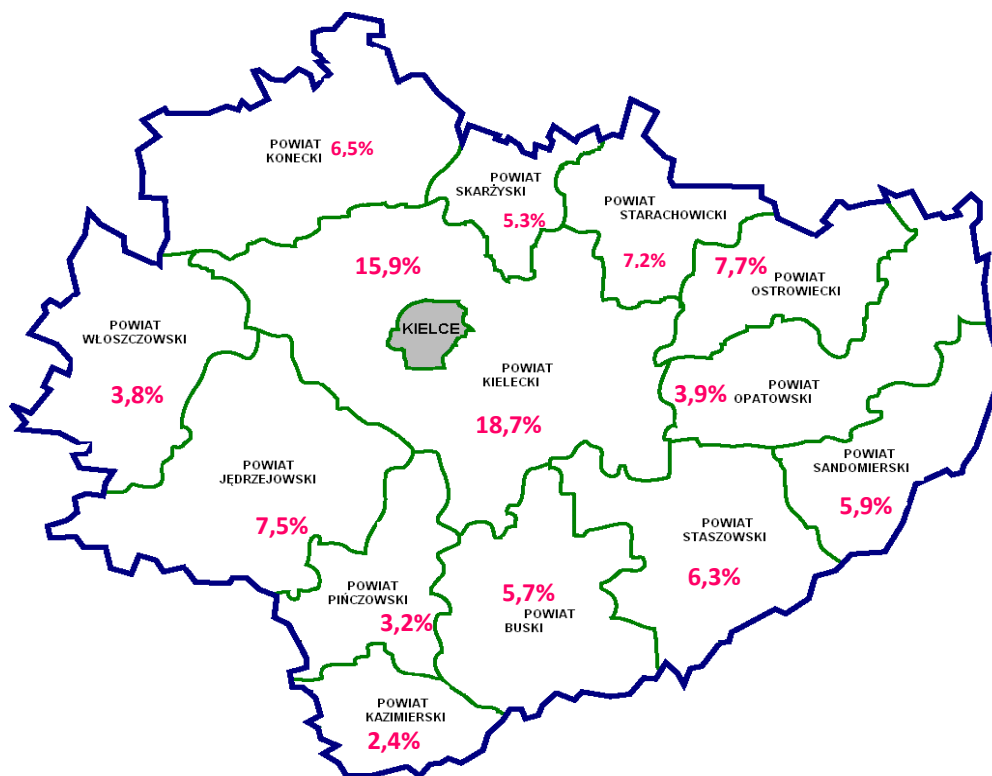 POWIAT
KONECKI 6,5%
POWIAT
SKARŻYSKI
5,3%
POWIAT
STARACHOWICKI
7,2%
7,7%
POWIAT
OSTROWIECKI
15,9%
KIELCE
POWIAT
WŁOSZCZOWSKI
3,8%
POWIAT
KIELECKI
18,7%
3,9%
POWIAT
OPATOWSKI
POWIAT
SANDOMIERSKI
5,9%
POWIAT
JĘDRZEJOWSKI
7,5%
POWIAT
STASZOWSKI
6,3%
POWIAT
PIŃCZOWSKI
3,2%
5,7%
POWIAT
BUSKI
POWIAT
KAZIMIERSKI
2,4%